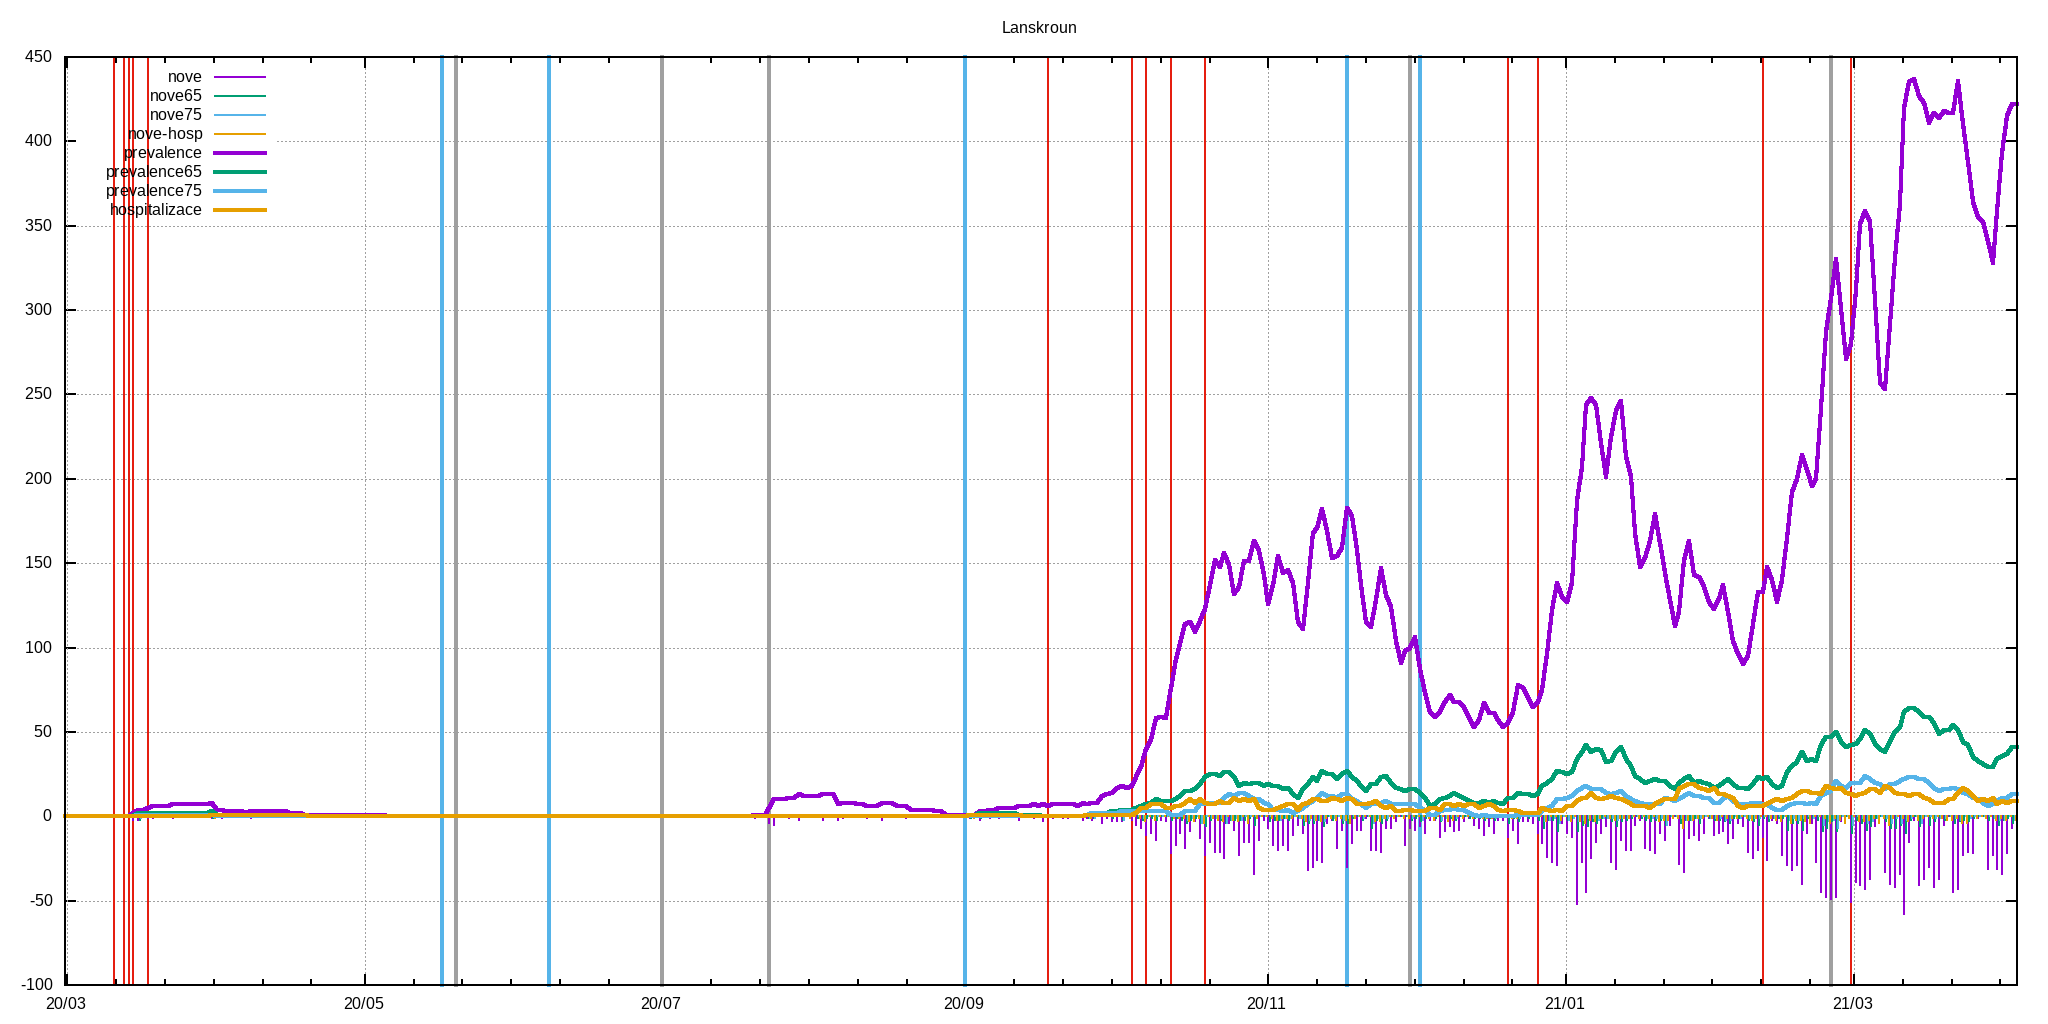 Lanskroun
450
400
350
300
250
200
150
100
50
0
-50
-100
nove
nove65
nove75
nove-hosp
prevalence
prevalence65
prevalence75
hospitalizace
20/03 20/05 20/07 20/09 20/11 21/01 21/03